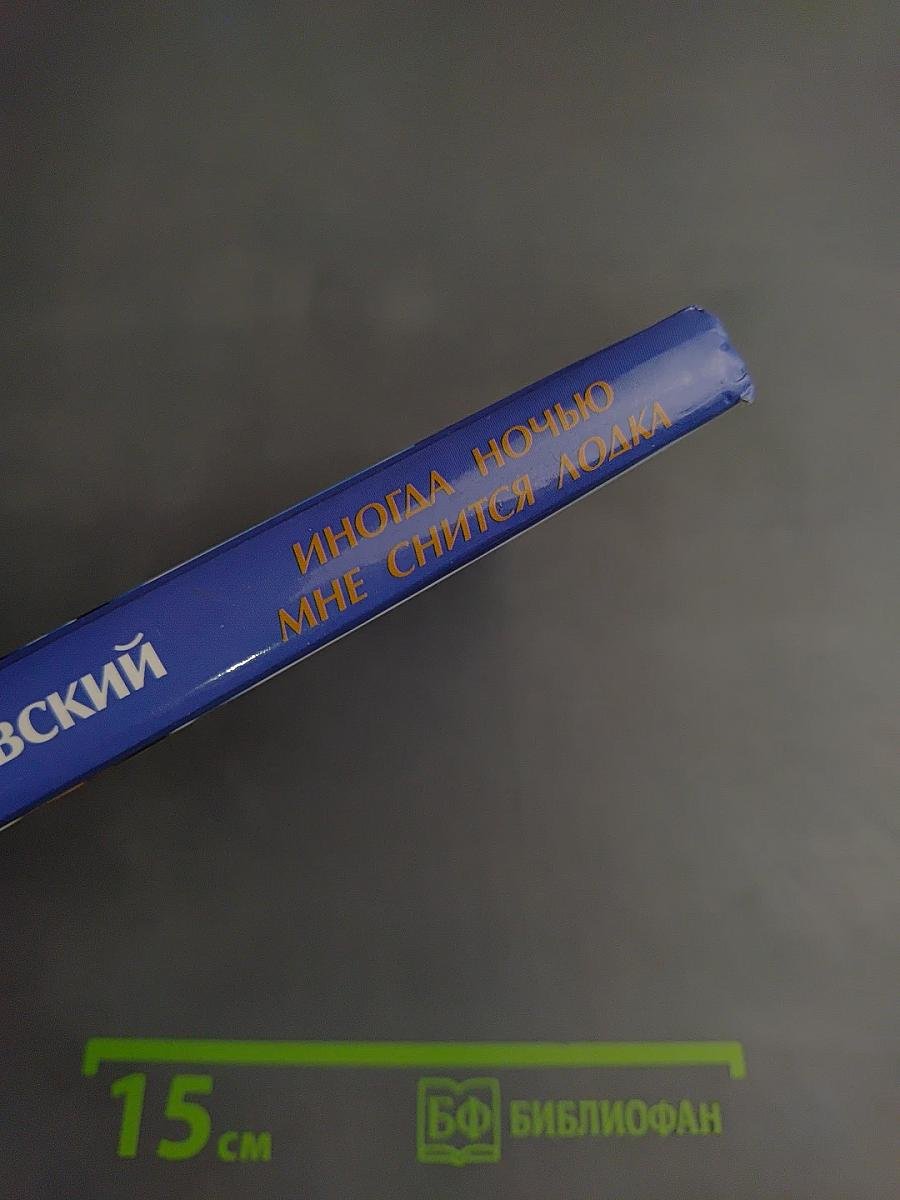 ИНОГДА НОЧЬЮ
МНЕ СНИТСЯ ЛОДКА
ВСКИЙ
15 см
БФ БИБЛИОФАН